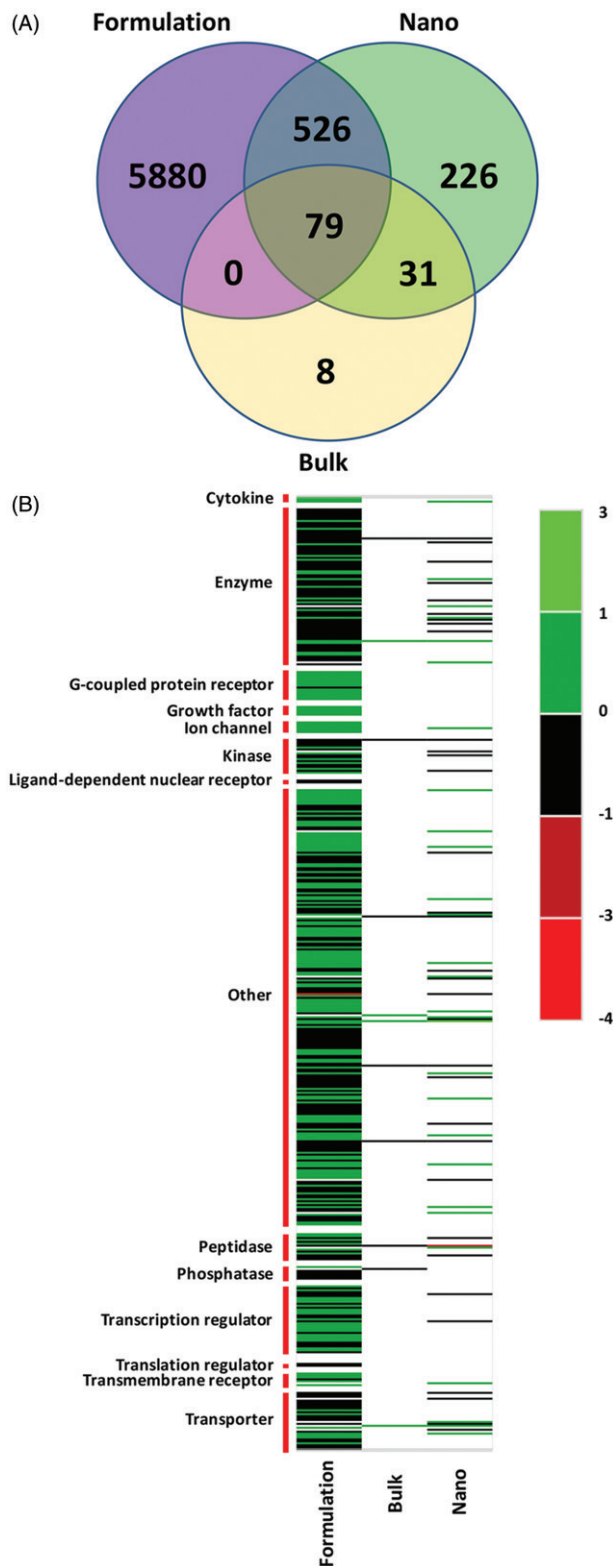 (A)
Formulation
Nano
526
5880
226
79
0
31
8
Bulk
(B)
Cytokine
Enzyme
G-coupled protein receptor
Growth factor
Ion channel
Kinase
Ligand-dependent nuclear receptor
Other
Peptidase
Phosphatase
Transcription regulator
Translation regulator
Transmembrane receptor
Transporter
3
1
0
-1
-3
-4
Formulation
Bulk
Nano